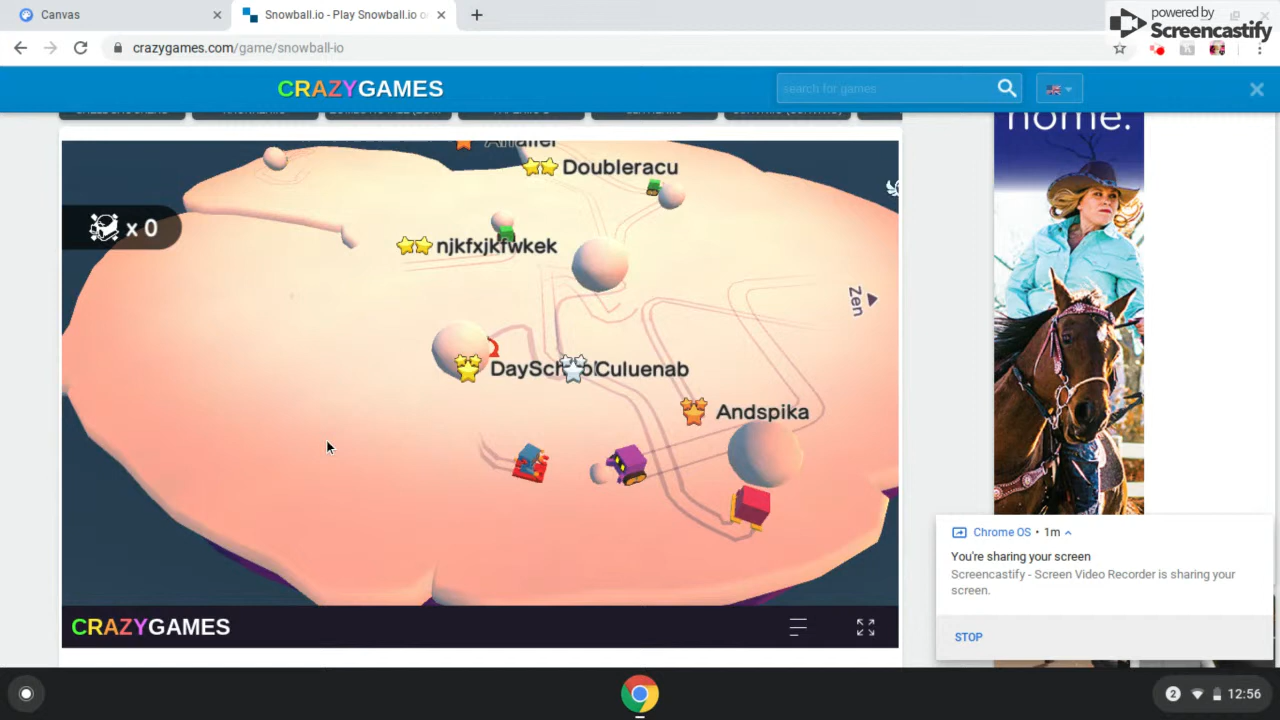 Canvas
Snowball.io - Play Snowball.io o
powered by
Screencastify
crazygames.com/game/snowball-io
CRAZYGAMES
search for games
home.
Doubleracu
x 0
njkfxjkfwkek
Zen
Culuenab
Andspika
Chrome OS • 1m
You're sharing your screen
Screencastify - Screen Video Recorder is sharing your
screen.
STOP
CRAZYGAMES
2
12:56